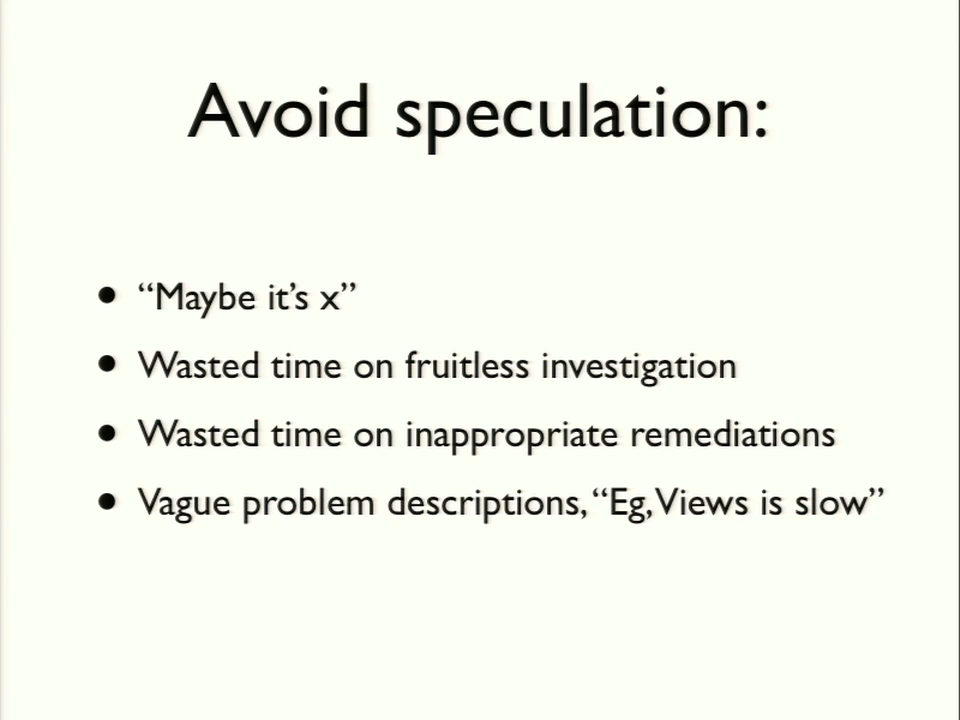 Avoid speculation:
• “Maybe it’s x”
• Wasted time on fruitless investigation
• Wasted time on inappropriate remediations
• Vague problem descriptions, “Eg, Views is slow”